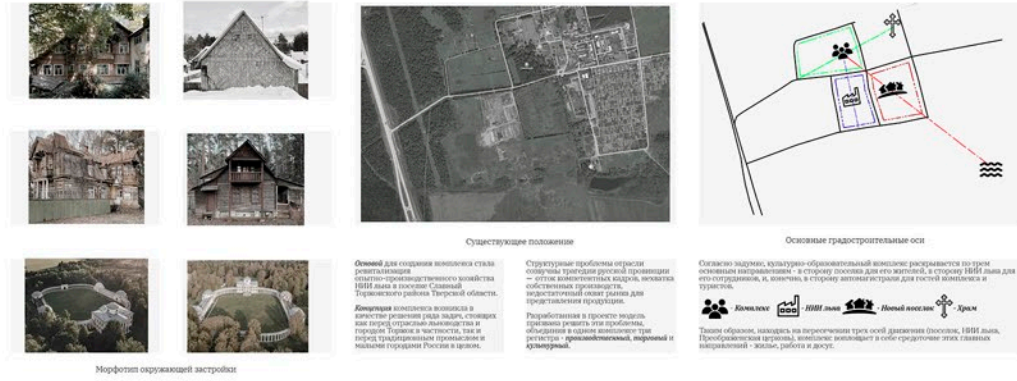 Существующее положение
Основные градостроительные оси
Основой для создания комплекса стала
ревитализация
опытно-производственного хозяйства
НИИ льна в поселке Славный
Торжокского района Тверской области.
Концепция комплекса возникла в
качестве решения ряда задач, стоящих
как перед отраслью льноводства и
городом Торжок в частности, так и
перед традиционным промыслом и
малыми городами России в целом.
Структурные проблемы отрасли
созвучны трагедии русской провинции
– отток компетентных кадров, нехватка
собственных производств,
недостаточный охват рынка для
представления продукции.
Разработанная в проекте модель
призвана решить эти проблемы,
объединив в одном комплексе три
регистра - производственный, торговый и
культурный.
Согласно задумке, культурно-образовательный комплекс раскрывается по трем
основным направлениям - в сторону поселка для его жителей, в сторону НИИ льна для
его сотрудников, и, конечно, в сторону автомагистрали для гостей комплекса и
туристов.
- Комплекс - НИИ льна - Новый поселок - Храм
Таким образом, находясь на пересечении трех осей движения (поселок, НИИ льна,
Преображенская церковь), комплекс воплощает в себе средоточие этих главных
направлений - жилье, работа и досуг.
Морфотип окружающей застройки